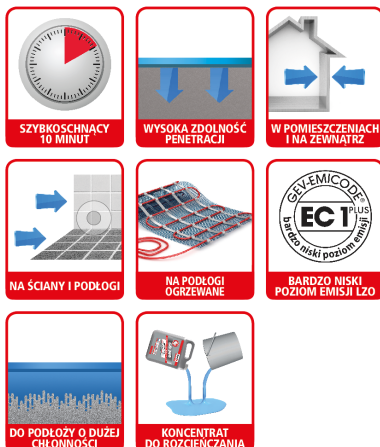 SZYBKOSCHNĄCY
10 MINUT
WYSOKA ZDOLNOŚĆ
PENETRACJI
W POMIESZCZENIACH
I NA ZEWNĄTRZ
NA ŚCIANY I PODŁOGI
NA PODŁOGI
OGRZEWANE
GEV-EMICODE®
EC 1 PLUS
bardzo niski poziom emisji
BARDZO NISKI
POZIOM EMISJI LZO
DO PODŁOŻY O DUŻEJ
CHŁONNOŚCI
KONCENTRAT
DO ROZCIEŃCZANIA